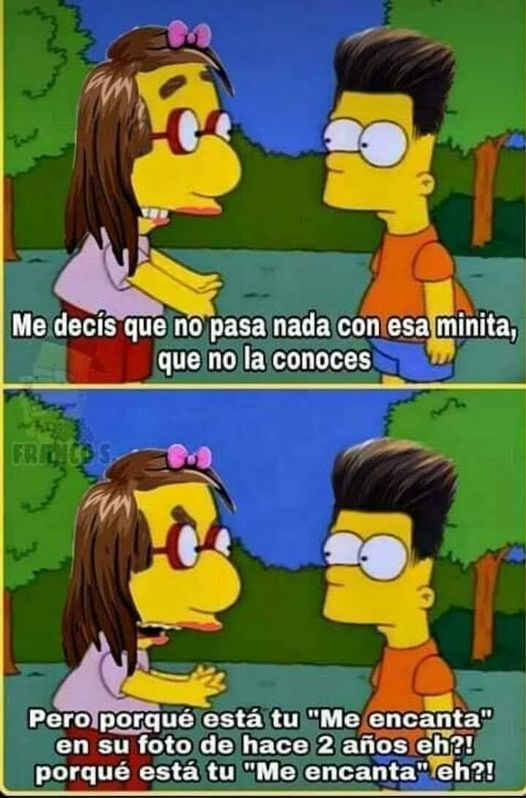 Me decís que no pasa nada con esa minita,
que no la conoces
FRANCO S.
Pero porqué está tu "Me encanta"
en su foto de hace 2 años eh?!
porqué está tu "Me encanta" eh?!